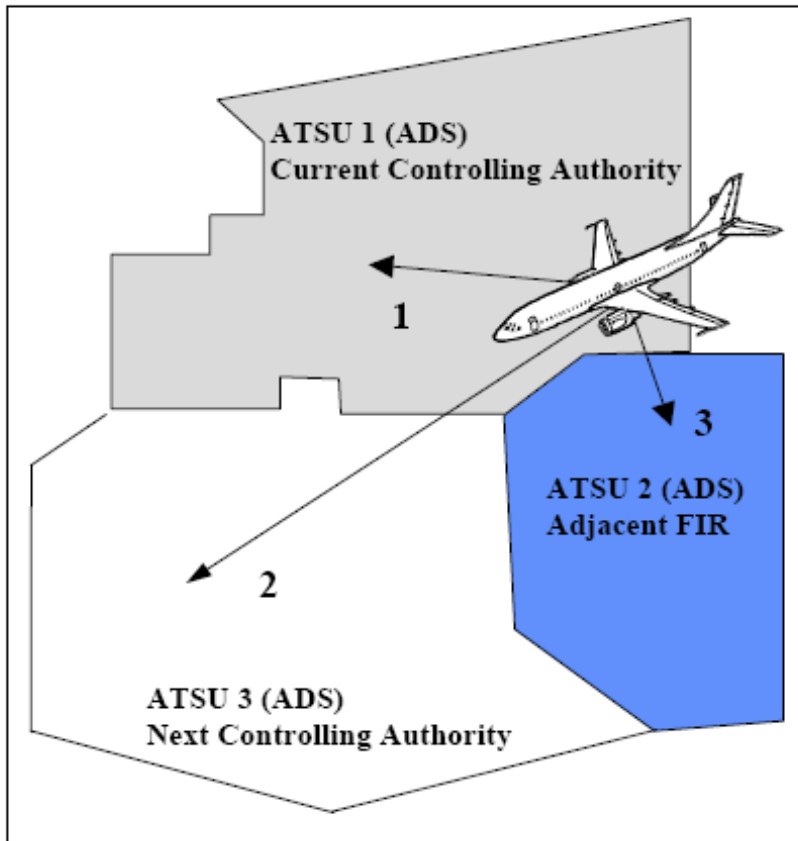 ATSU 1 (ADS)
Current Controlling Authority
1
3
ATSU 2 (ADS)
Adjacent FIR
2
ATSU 3 (ADS)
Next Controlling Authority